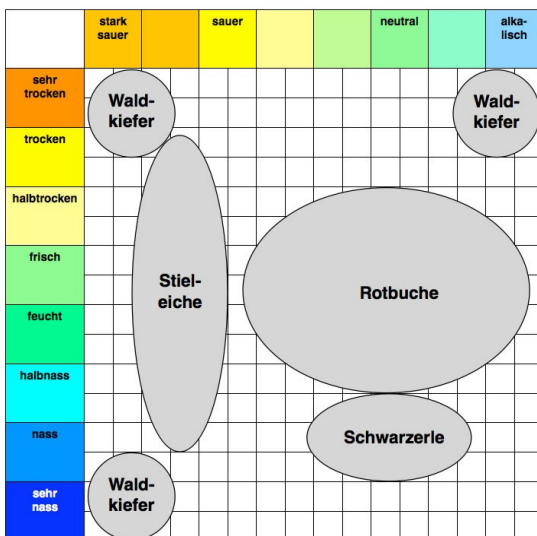 stark
sauer
sauer
neutral
alka-
lisch
sehr
trocken
Wald-
kiefer
Wald-
kiefer
trocken
halbtrocken
frisch
Stiel-
eiche
Rotbuche
feucht
halbnass
nass
Schwarzerle
sehr
nass
Wald-
kiefer